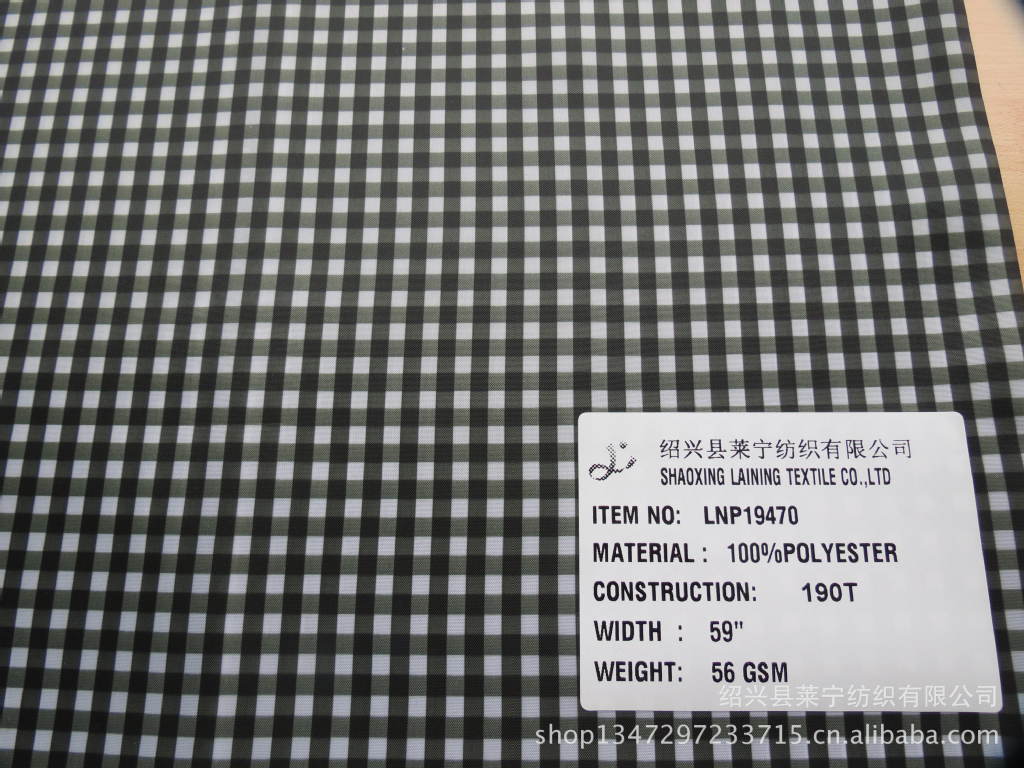 绍兴县莱宁纺织有限公司
SHAOXING LAINING TEXTILE CO.,LTD
ITEM NO: LNP19470
MATERIAL : 100%POLYESTER
CONSTRUCTION: 190T
WIDTH : 59"
WEIGHT: 56 GSM
绍兴县莱宁纺织有限公司
shop1347297233715.cn.alibaba.com